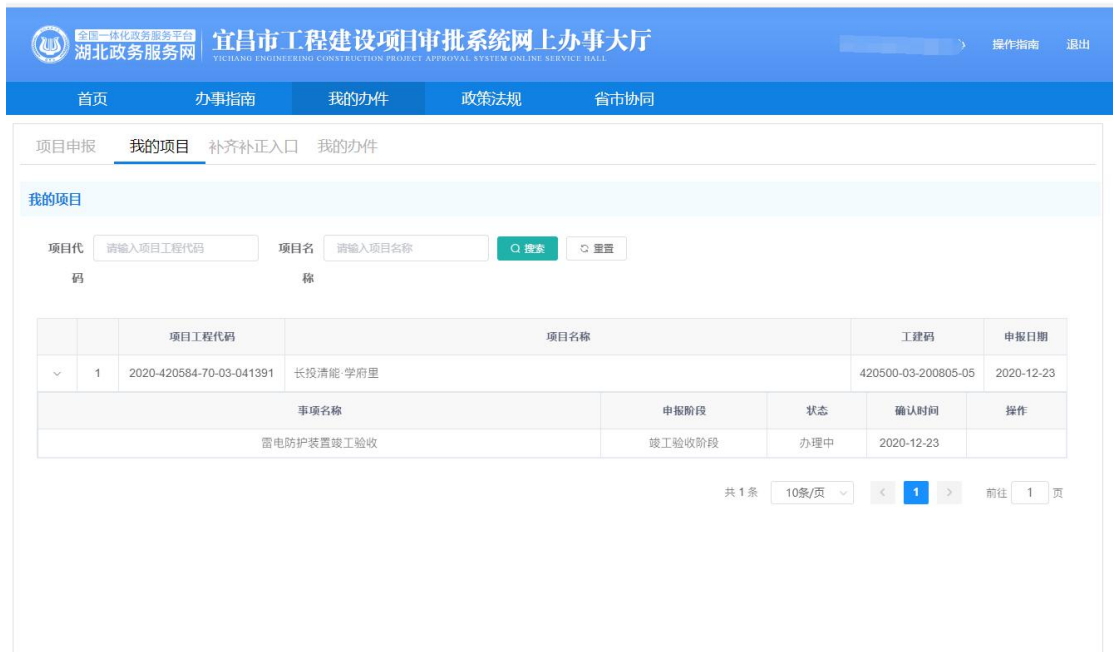 全国一体化政务服务平台
湖北政务服务网
宜昌市工程建设项目审批系统网上办事大厅
YICHANG ENGINEERING CONSTRUCTION PROJECT APPROVAL SYSTEM ONLINE SERVICE HALL
操作指南 退出
首页 办事指南 我的办件 政策法规 省市协同
项目申报 我的项目 补齐补正入口 我的办件
我的项目
项目代码 请输入项目工程代码 项目名称 请输入项目名称 搜索 重置
项目工程代码 项目名称 工建码 申报日期
1 2020-420584-70-03-041391 长投清能·学府里 420500-03-200805-05 2020-12-23
事项名称 申报阶段 状态 确认时间 操作
雷电防护装置竣工验收 竣工验收阶段 办理中 2020-12-23
共 1 条 10条/页 1 前往 1 页